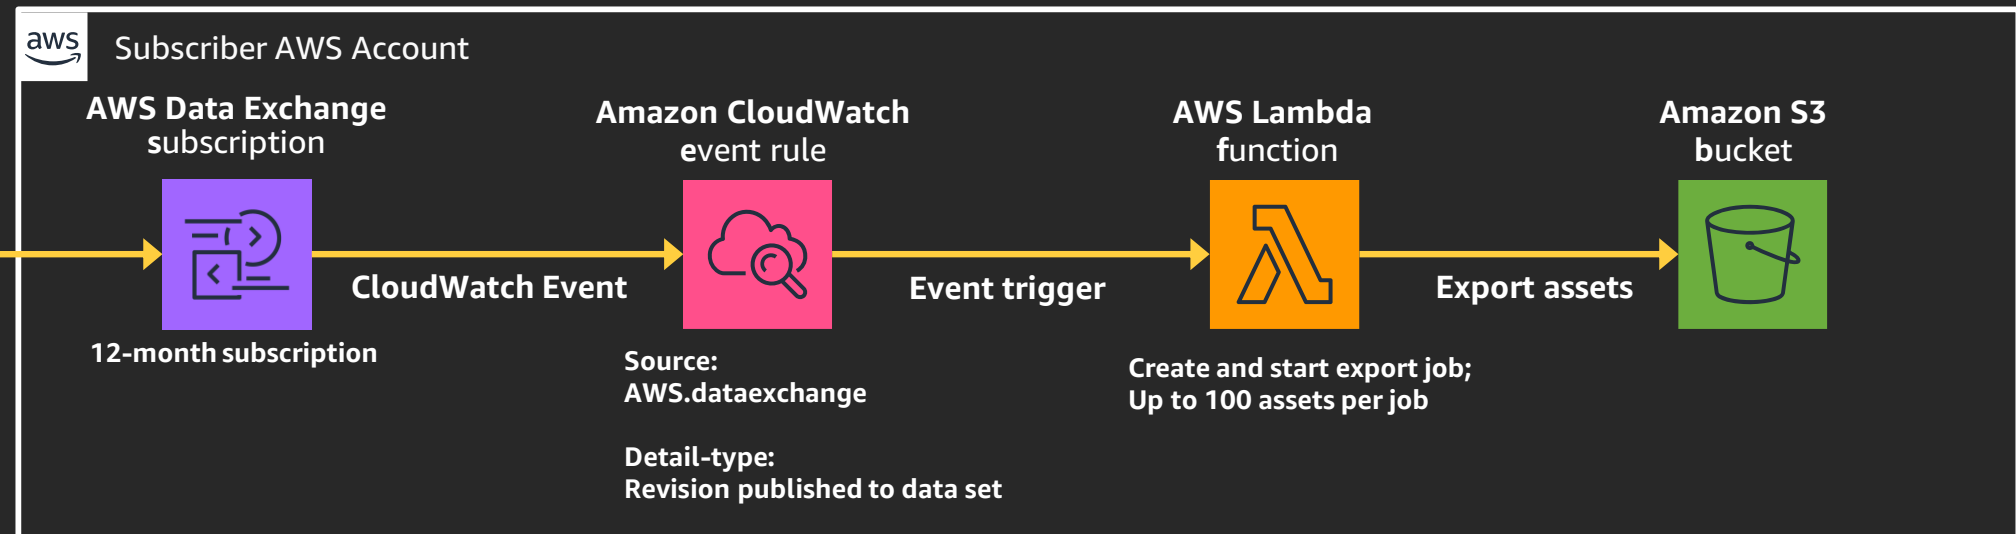 aws
Subscriber AWS Account
AWS Data Exchange
subscription
Amazon CloudWatch
event rule
AWS Lambda
function
Amazon S3
bucket
CloudWatch Event
Event trigger
Export assets
12-month subscription
Source:
AWS.dataexchange
Detail-type:
Revision published to data set
Create and start export job;
Up to 100 assets per job